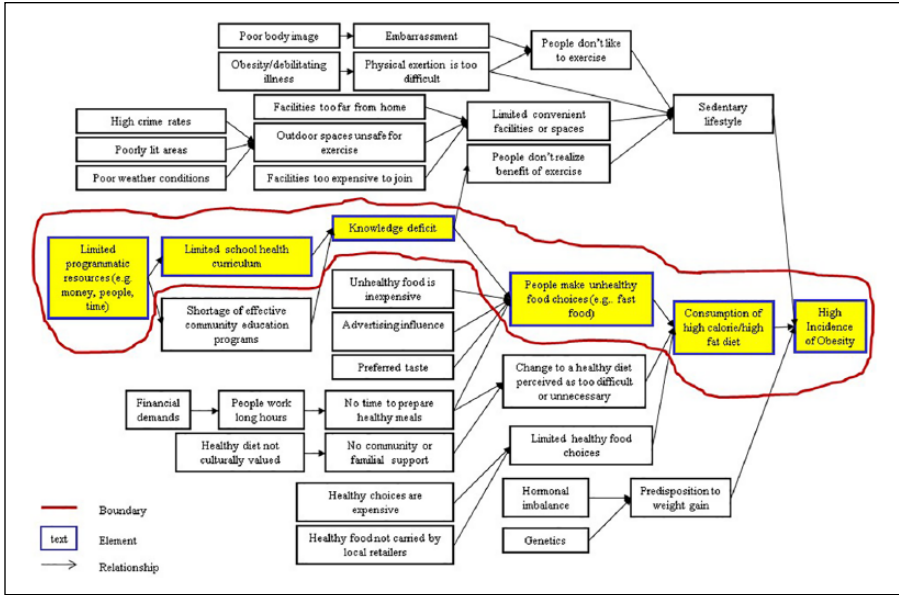 Poor body image
Embarrassment
People don't like
to exercise
Obesity/debilitating
illness
Physical exertion is too
difficult
Sedentary
lifestyle
Facilities too far from home
High crime rates
Outdoor spaces unsafe for
exercise
Limited convenient
facilities or spaces
Poorly lit areas
Poor weather conditions
Facilities too expensive to join
People don't realize
benefit of exercise
Limited
programmatic
resources (e.g.
money, people,
time)
Limited school health
curriculum
Knowledge deficit
Shortage of effective
community education
programs
Unhealthy food is
inexpensive
Advertising influence
Preferred taste
People make unhealthy
food choices (e.g.. fast
food)
Consumption of
high calorie/high
fat diet
High
Incidence
of Obesity
Change to a healthy diet
perceived as too difficult
or unnecessary
Financial
demands
People work
long hours
No time to prepare
healthy meals
Healthy diet not
culturally valued
No community or
familial support
Limited healthy food
choices
Healthy choices are
expensive
Healthy food not carried by
local retailers
Hormonal
imbalance
Genetics
Predisposition to
weight gain
Boundary
text
Element
Relationship